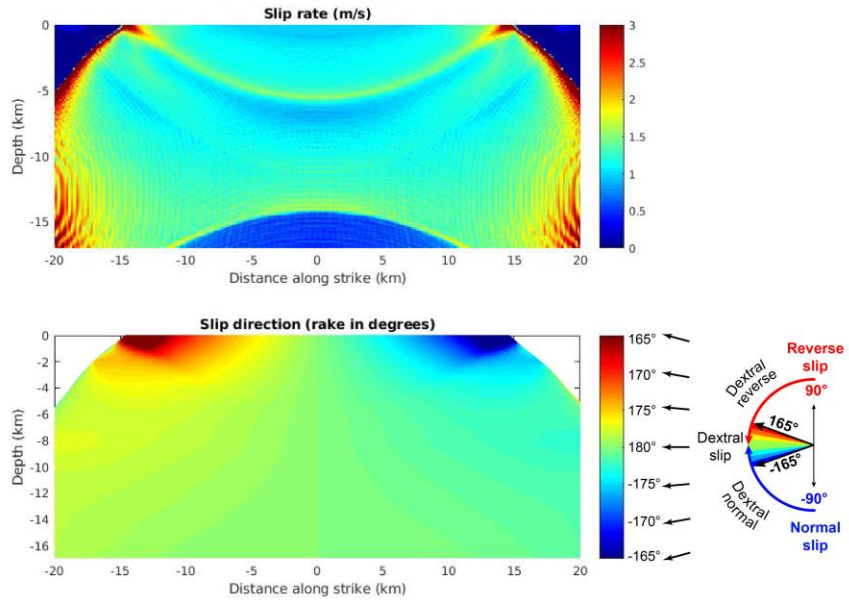 Slip rate (m/s)
0
-5
-10
-15
Depth (km)
-20 -15 -10 -5 0 5 10 15 20
Distance along strike (km)
3
2.5
2
1.5
1
0.5
0
Slip direction (rake in degrees)
0
-2
-4
-6
-8
-10
-12
-14
-16
Depth (km)
-20 -15 -10 -5 0 5 10 15 20
Distance along strike (km)
165°
170°
175°
180°
-175°
-170°
-165°
Reverse
slip
90°
Dextral
reverse
165°
Dextral
slip
-165°
Dextral
normal
-90°
Normal
slip